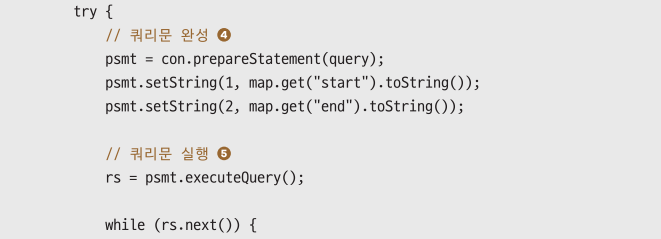 try {
// 쿼리문 완성 ❹
psmt = con.prepareStatement(query);
psmt.setString(1, map.get("start").toString());
psmt.setString(2, map.get("end").toString());
// 쿼리문 실행 ❺
rs = psmt.executeQuery();
while (rs.next()) {